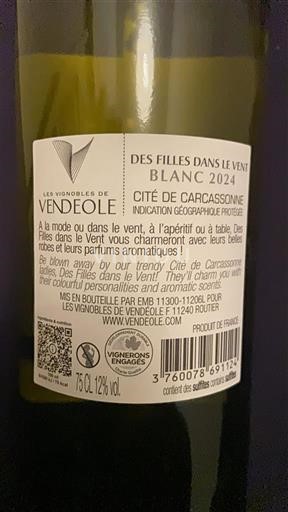 LES VIGNOBLES DE
VENDEOLE
DES FILLES DANS LE VENT
BLANC 2024
CITÉ DE CARCASSONNE
INDICATION GÉOGRAPHIQUE PROTÉGÉE
A la mode ou dans le vent, à l'apéritif ou à table, Des
Filles dans le Vent vous charmeront avec leurs belles
robes et leurs parfums aromatiques !
Be blown away by our trendy Cité de Carcassonne
ladies, Des Filles dans le Vent! They'll charm you with
their colourful personalities and aromatic scents.
MIS EN BOUTEILLE PAR EMB 11300-11206L POUR
LES VIGNOBLES DE VENDÉOLE F 11240 ROUTIER
WWW.VENDEOLE.COM
PRODUIT DE FRANCE
75 CL 12% vol.
VIGNERONS
ENGAGÉS
3 760078 691124
contient des sulfites contains sulfites